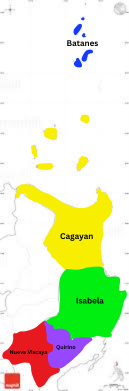 Batanes
Cagayan
Isabela
Quirino
Nueva Vizcaya